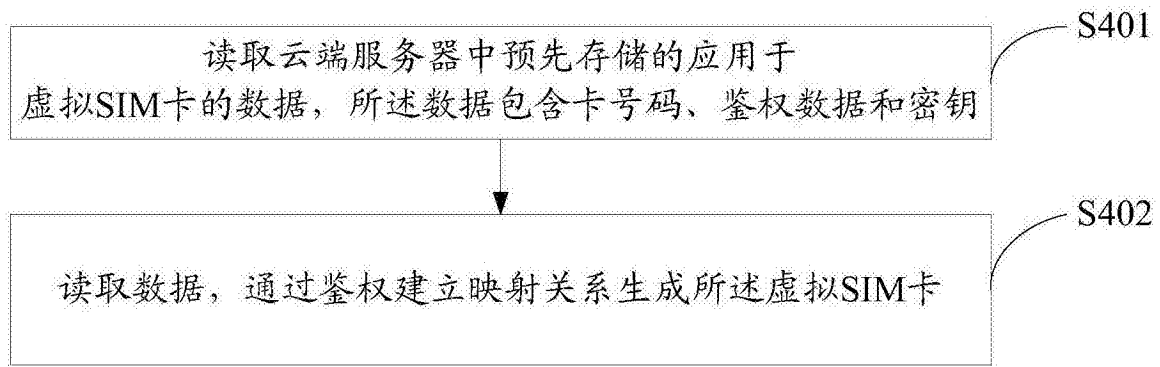 S401
读取云端服务器中预先存储的应用于
虚拟SIM卡的数据，所述数据包含卡号码、鉴权数据和密钥
S402
读取数据，通过鉴权建立映射关系生成所述虚拟SIM卡